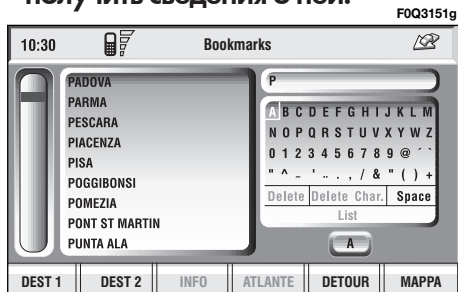 получить сведения о ней.
F0Q3151g
10:30 Bookmarks
PADOVA
PARMA
PESCARA
PIACENZA
PISA
POGGIBONSI
POMEZIA
PONT ST MARTIN
PUNTA ALA
P
A B C D E F G H I J K L M
N O P Q R S T U V X Y W Z
0 1 2 3 4 5 6 7 8 9 @ ´ `
" ^ ~ ' .. . , / & " ( ) +
Delete Delete Char. Space
List
A
DEST 1 DEST 2 INFO ATLANTE DETOUR MAPPA